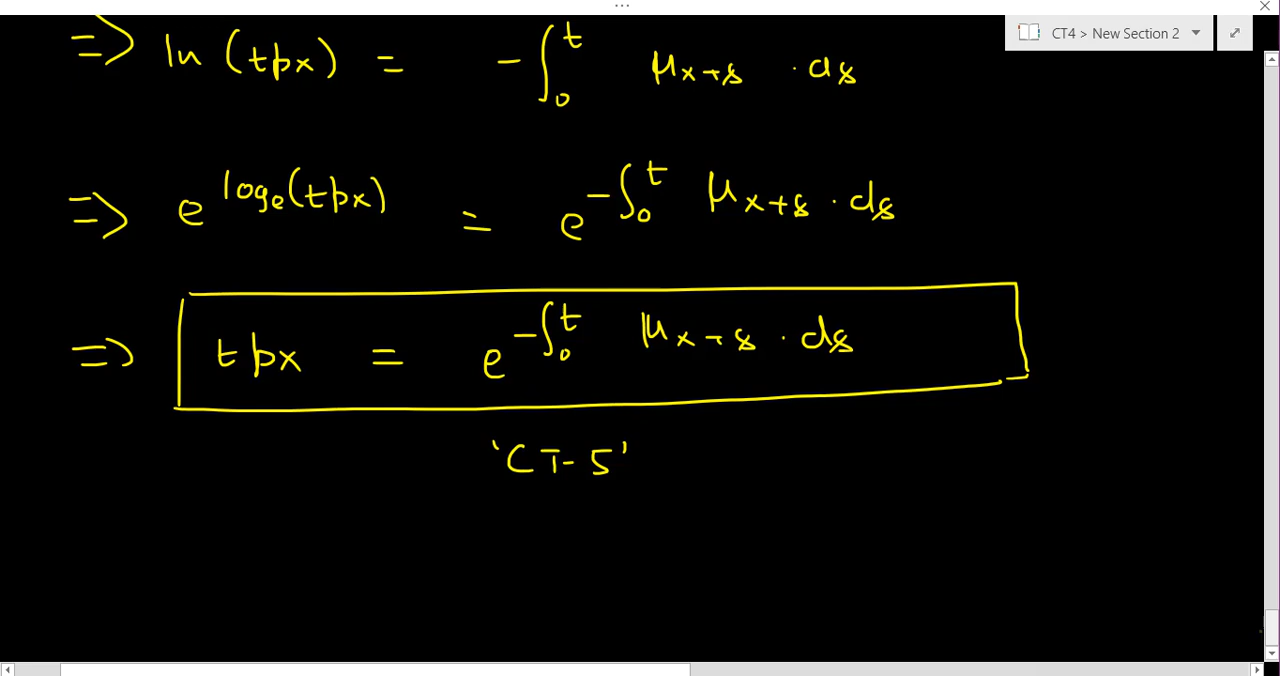 CT4 > New Section 2
=> ln (tpx) = - ∫₀ᵗ μx+s · ds
=> e^logₑ(tpx) = e^-∫₀ᵗ μx+s · ds
=> tpx = e^-∫₀ᵗ μx+s · ds
'CT-5'